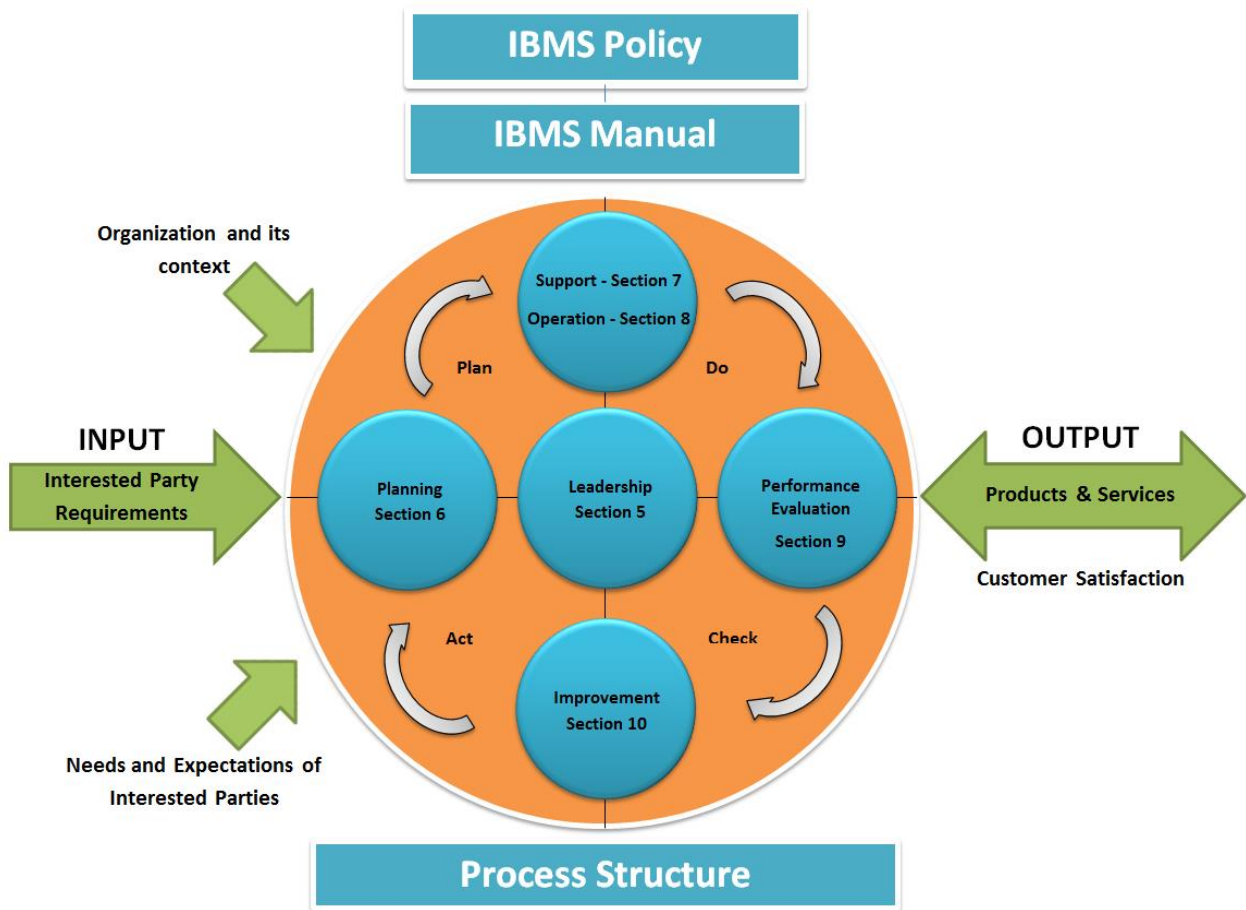 IBMS Policy
IBMS Manual
Organization and its
context
Support - Section 7
Operation - Section 8
Plan
Do
INPUT
Interested Party
Requirements
Planning
Section 6
Leadership
Section 5
Performance
Evaluation
Section 9
OUTPUT
Products & Services
Customer Satisfaction
Act
Check
Improvement
Section 10
Needs and Expectations of
Interested Parties
Process Structure